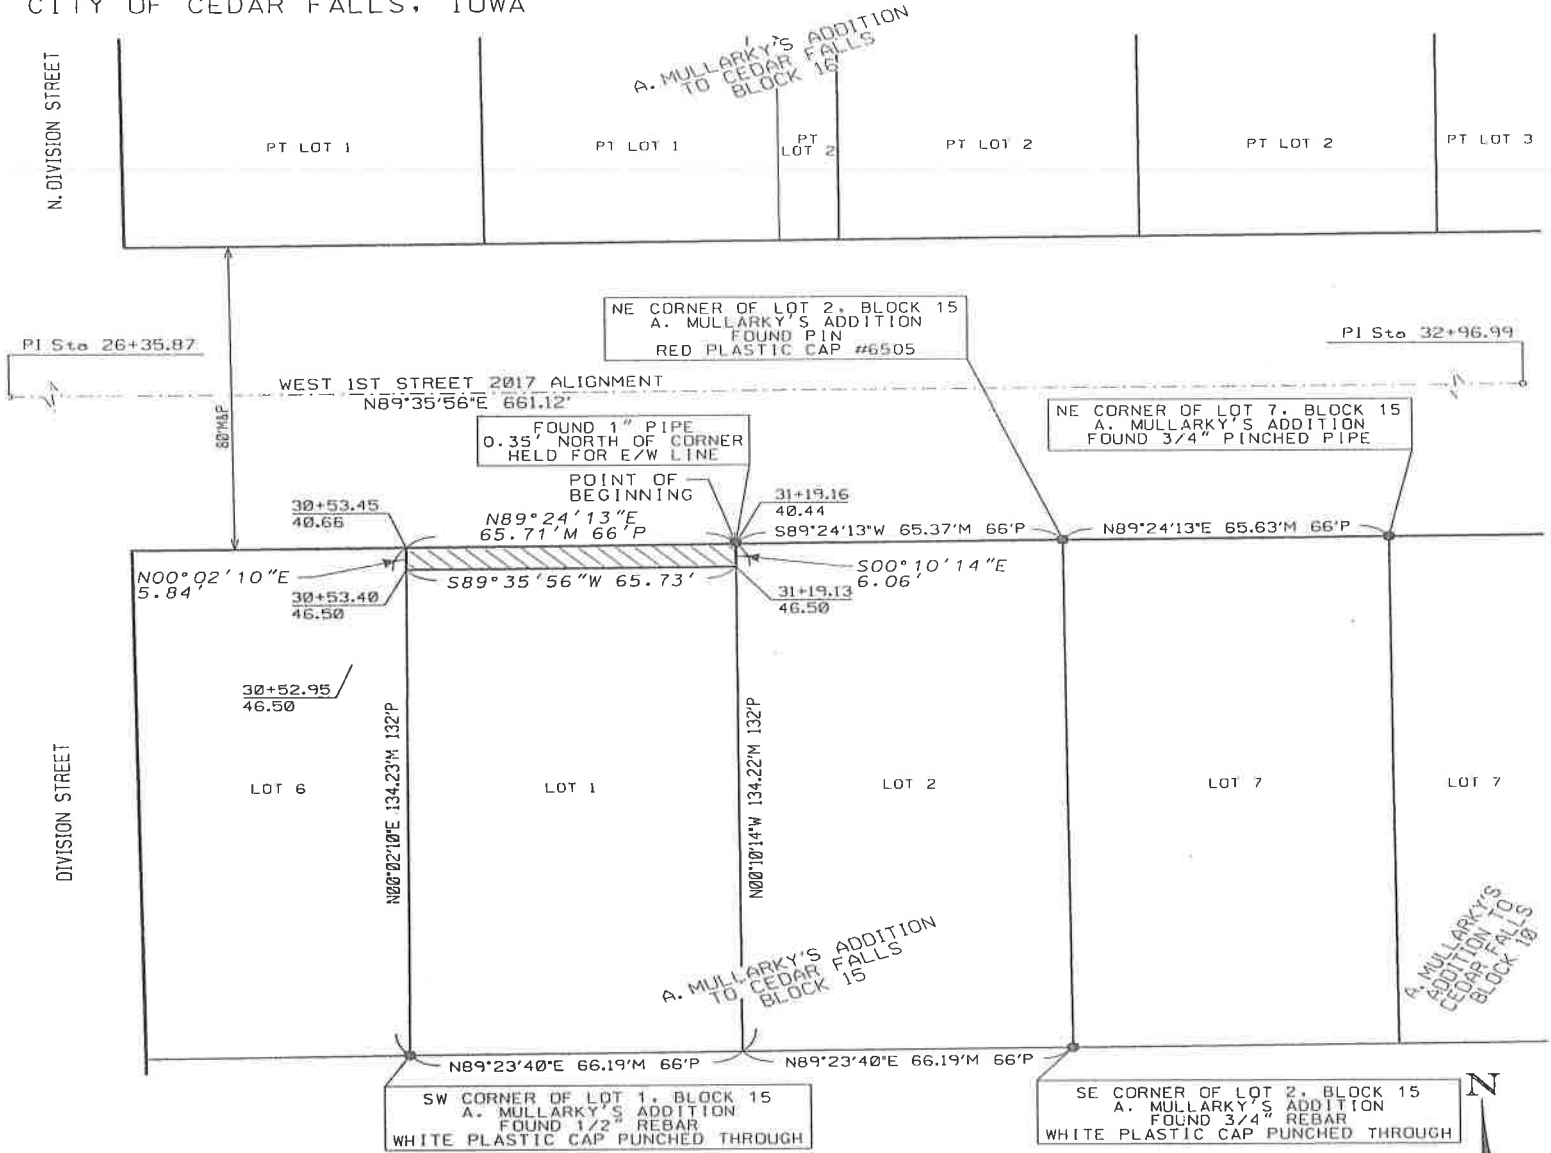 CITY OF CEDAR FALLS, IOWA
N. DIVISION STREET
A. MULLARKY'S ADDITION
TO CEDAR FALLS
BLOCK 16
PT LOT 1
PT LOT 1
PT
LOT 2
PT LOT 2
PT LOT 2
PT LOT 3
NE CORNER OF LOT 2, BLOCK 15
A. MULLARKY'S ADDITION
FOUND PIN
RED PLASTIC CAP #6505
PI Sta 26+35.87
PI Sta 32+96.99
WEST 1ST STREET 2017 ALIGNMENT
N89°35'56"E 661.12'
80'M&P
FOUND 1" PIPE
0.35' NORTH OF CORNER
HELD FOR E/W LINE
NE CORNER OF LOT 7, BLOCK 15
A. MULLARKY'S ADDITION
FOUND 3/4" PINCHED PIPE
POINT OF
BEGINNING
30+53.45
40.66
N89°24'13"E
65.71'M 66'P
31+19.16
40.44
S89°24'13"W 65.37'M 66'P
N89°24'13"E 65.63'M 66'P
N00°02'10"E
5.84'
S89°35'56"W 65.73'
S00°10'14"E
6.06'
30+53.40
46.50
31+19.13
46.50
30+52.95
46.50
DIVISION STREET
N00°02'10"E 134.23'M 132'P
N00°10'14"W 134.22'M 132'P
LOT 6
LOT 1
LOT 2
LOT 7
LOT 7
A. MULLARKY'S ADDITION
TO CEDAR FALLS
BLOCK 15
A. MULLARKY'S
ADDITION TO
CEDAR FALLS
BLOCK 10
N89°23'40"E 66.19'M 66'P
N89°23'40"E 66.19'M 66'P
SW CORNER OF LOT 1, BLOCK 15
A. MULLARKY'S ADDITION
FOUND 1/2" REBAR
WHITE PLASTIC CAP PUNCHED THROUGH
SE CORNER OF LOT 2, BLOCK 15
A. MULLARKY'S ADDITION
FOUND 3/4" REBAR
WHITE PLASTIC CAP PUNCHED THROUGH
N